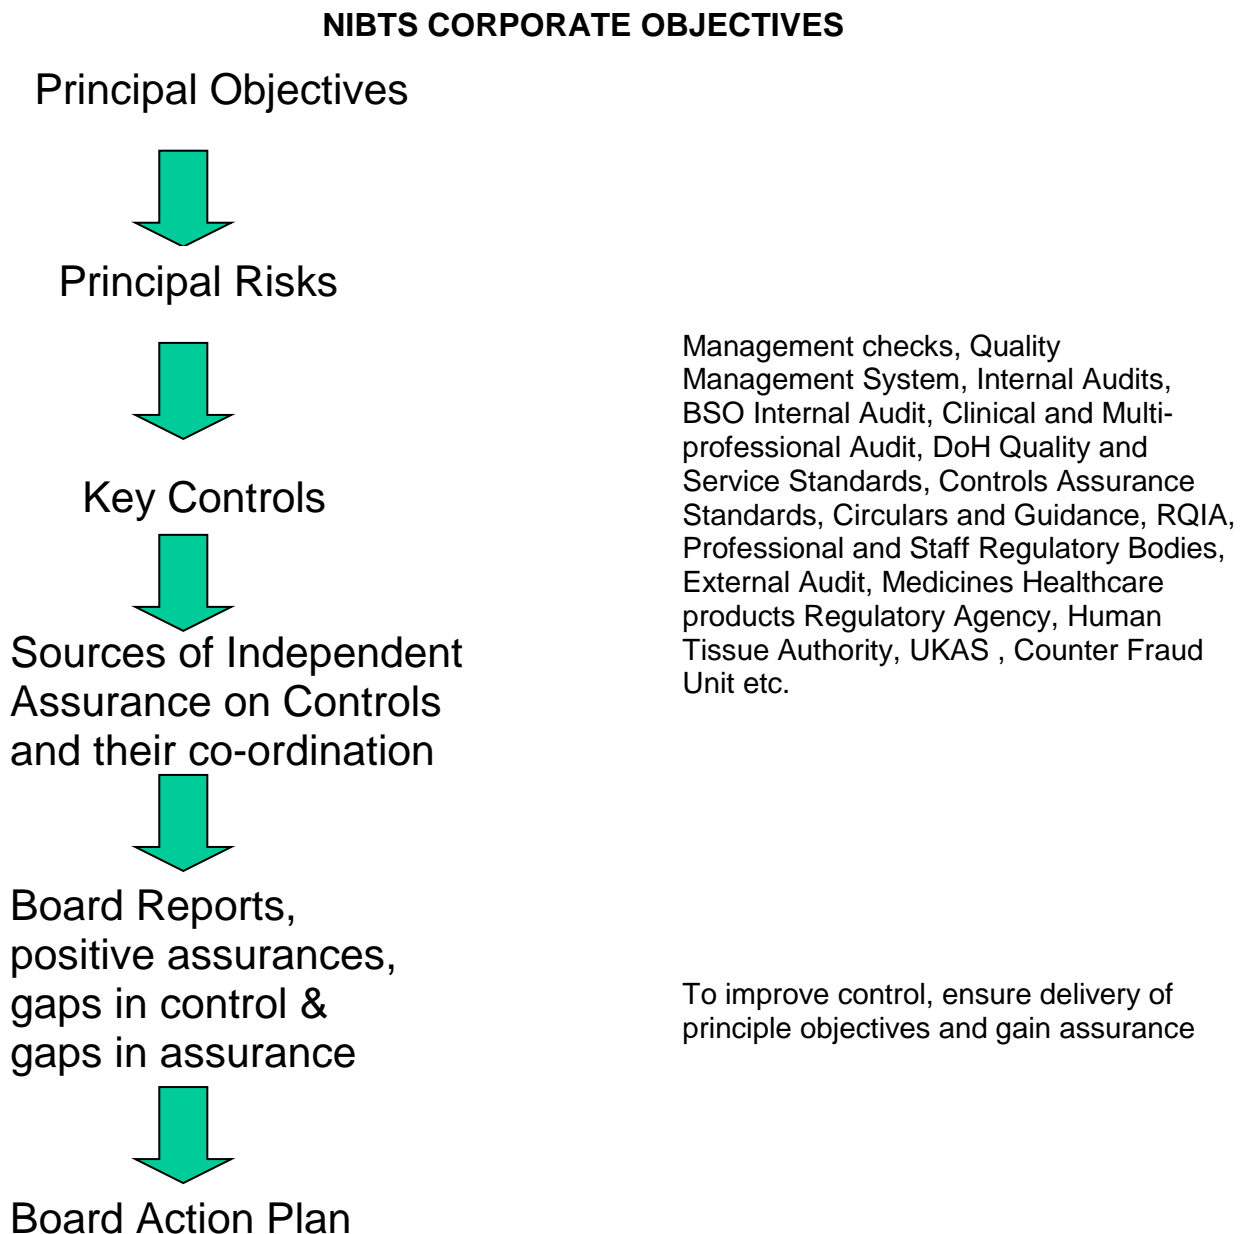 NIBTS CORPORATE OBJECTIVES
Principal Objectives
Principal Risks
Management checks, Quality
Management System, Internal Audits,
BSO Internal Audit, Clinical and Multi-
professional Audit, DoH Quality and
Service Standards, Controls Assurance
Standards, Circulars and Guidance, RQIA,
Professional and Staff Regulatory Bodies,
External Audit, Medicines Healthcare
products Regulatory Agency, Human
Tissue Authority, UKAS , Counter Fraud
Unit etc.
Key Controls
Sources of Independent
Assurance on Controls
and their co-ordination
Board Reports,
positive assurances,
gaps in control &
gaps in assurance
To improve control, ensure delivery of
principle objectives and gain assurance
Board Action Plan